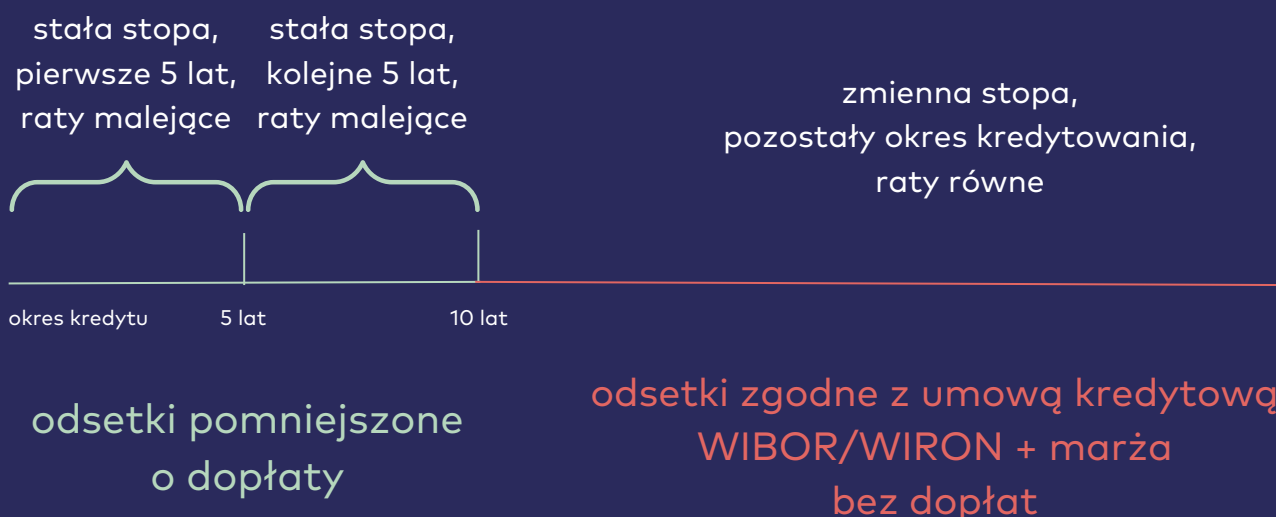 stała stopa,
pierwsze 5 lat,
raty malejące
stała stopa,
kolejne 5 lat,
raty malejące
zmienna stopa,
pozostały okres kredytowania,
raty równe
okres kredytu
5 lat
10 lat
odsetki pomniejszone
o dopłaty
odsetki zgodne z umową kredytową
WIBOR/WIRON + marża
bez dopłat